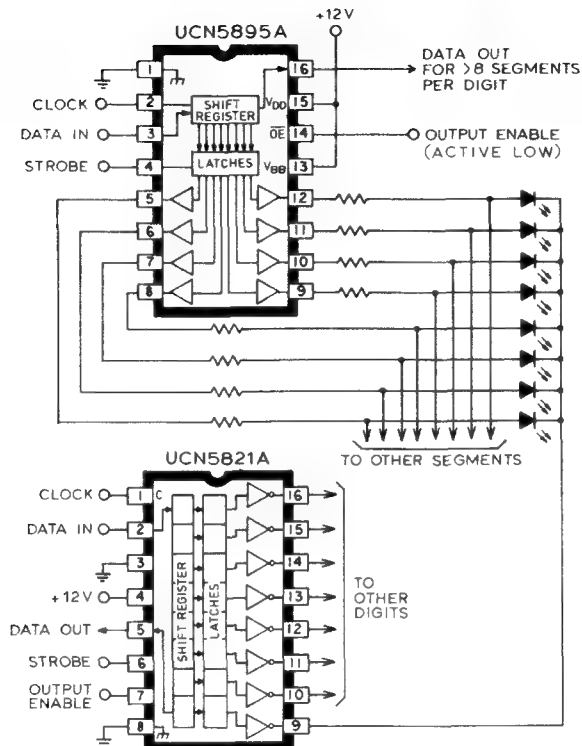 UCN5895A
+12V
1
16
DATA OUT
FOR >8 SEGMENTS
PER DIGIT
CLOCK
2
SHIFT
REGISTER
VDD
15
DATA IN
3
OE
14
OUTPUT ENABLE
(ACTIVE LOW)
STROBE
4
LATCHES
VBB
13
5
12
6
11
7
10
8
9
TO OTHER SEGMENTS
UCN5821A
CLOCK
1
C
16
DATA IN
2
15
3
14
+12V
4
SHIFT REGISTER
LATCHES
13
TO
OTHER
DIGITS
DATA OUT
5
12
STROBE
6
11
OUTPUT
ENABLE
7
10
8
9